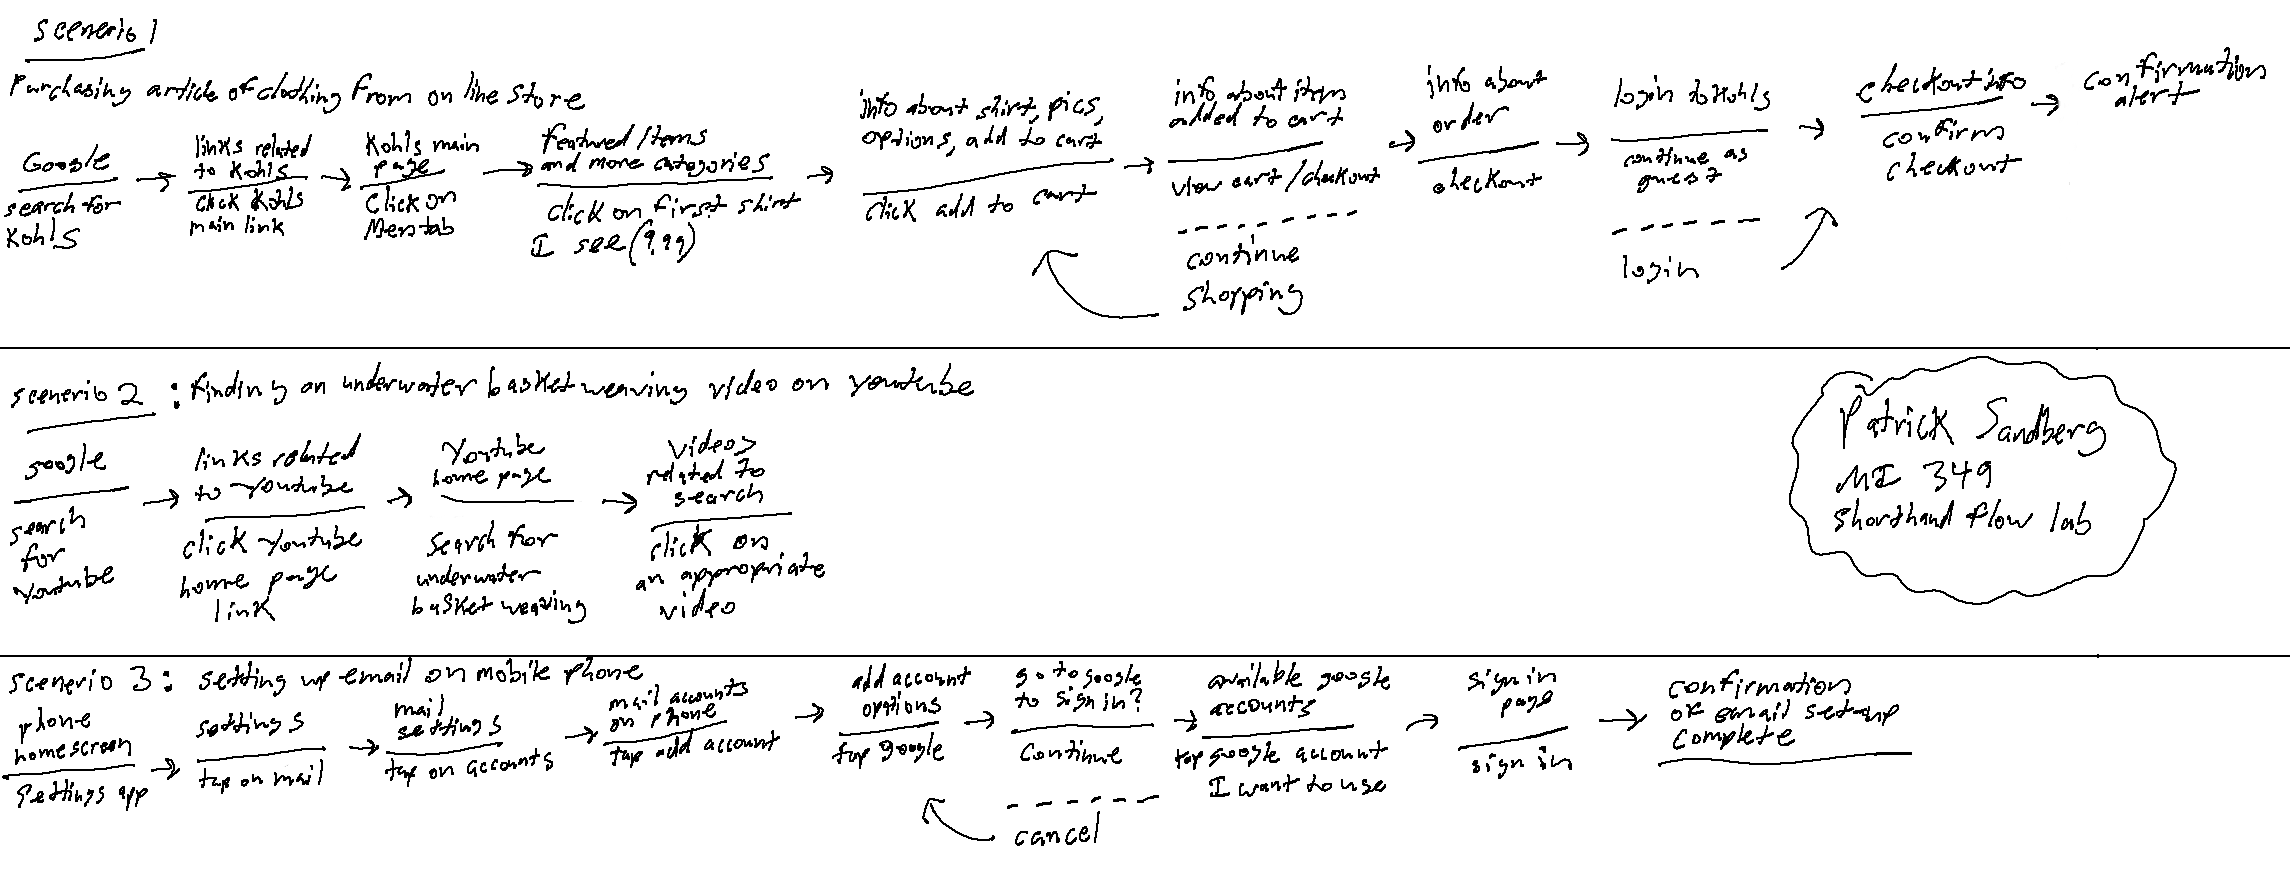 scenerio 1
Purchasing article of clothing from online store
Google
search for
Kohls
links related
to Kohls
click Kohls
main link
Kohls main
page
Click on
Mens tab
featured items
and more categories
click on first shirt
I see (9.99)
info about shirt, pics,
options, add to cart
click add to cart
info about item
added to cart
view cart / checkout
continue
shopping
info about
order
checkout
login to Kohls
continue as
guest
login
checkout info
confirm
checkout
confirmation
alert
scenerio 2 : finding an underwater basket weaving video on youtube
google
search
for
Youtube
links related
to Youtube
click Youtube
home page
link
Youtube
home page
Search for
underwater
basket weaving
videos
related to
search
click on
an appropriate
video
Patrick Sandberg
MI 349
Shorthand flow lab
scenerio 3 : setting up email on mobile phone
phone
homescreen
Settings app
settings
tap on mail
mail
settings
tap on accounts
mail accounts
on phone
tap add account
add account
options
tap google
go to google
to sign in?
Continue
cancel
available google
accounts
tap google account
I want to use
sign in
page
sign in
confirmation
of email set-up
complete